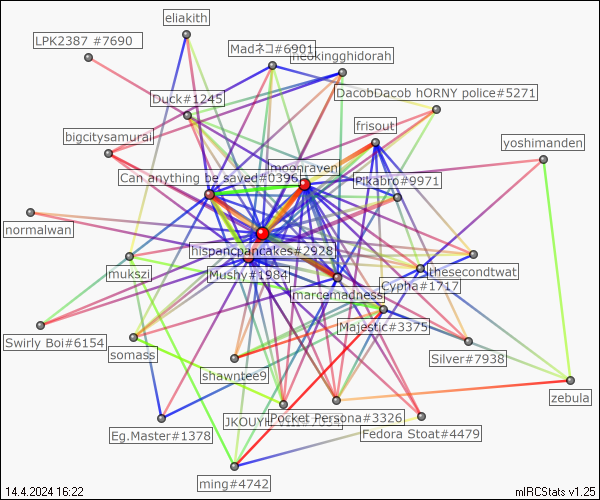 eliakith
LPK2387 #7690
Madネコ#6901
neokingghidorah
DacobDacob hORNY police#5271
Duck#1245
frisout
bigcitysamurai
yoshimanden
Can anything be saved#0396
moonraven
Pikabro#9971
normalwan
hispancpancakes#2928
mukszi
Mushy#1984
thesecondtwat
Cypha#1717
marcemadness
Majestic#3375
Swirly Boi#6154
somass
Silver#7938
shawntee9
zebula
Pocket Persona#3326
Eg.Master#1378
Fedora Stoat#4479
ming#4742
14.4.2024 16:22
mIRCStats v1.25